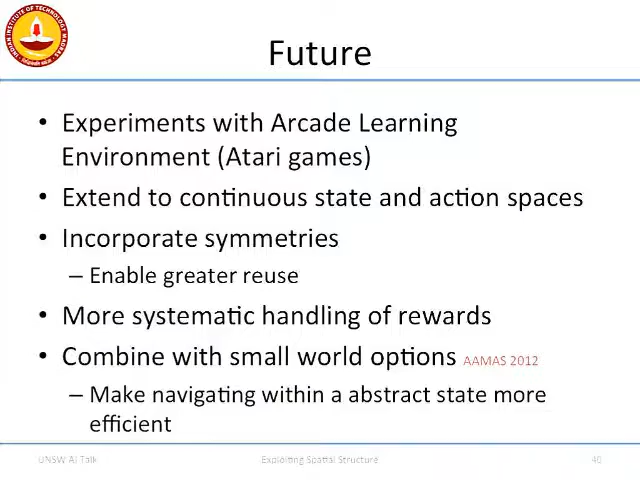 Future
• Experiments with Arcade Learning
Environment (Atari games)
• Extend to continuous state and action spaces
• Incorporate symmetries
– Enable greater reuse
• More systematic handling of rewards
• Combine with small world options AAMAS 2012
– Make navigating within a abstract state more
efficient
UNSW AI Talk Exploiting Spatial Structure 40